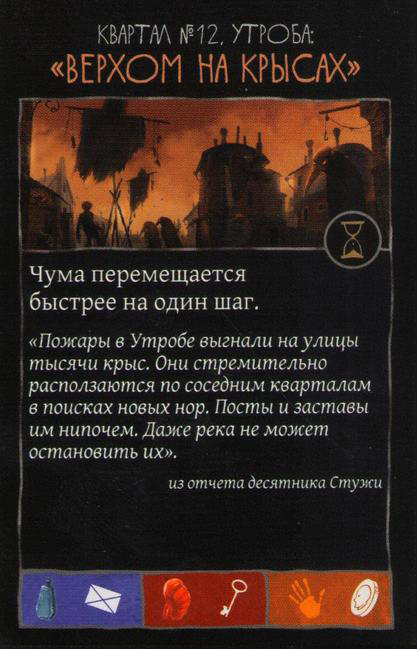 КВАРТАЛ №12, УТРОБА:
«ВЕРХОМ НА КРЫСАХ»
Чума перемещается
быстрее на один шаг.
«Пожары в Утробе выгнали на улицы
тысячи крыс. Они стремительно
расползаются по соседним кварталам
в поисках новых нор. Посты и заставы
им нипочем. Даже река не может
остановить их».
из отчета десятника Стужи